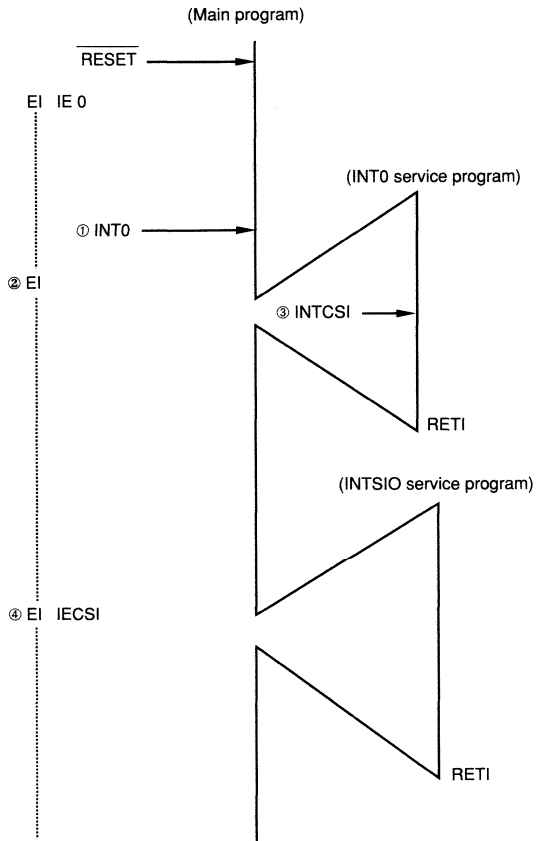 (Main program)
RESET
EI IE 0
(INT0 service program)
① INT0
② EI
③ INTCSI
RETI
(INTSIO service program)
④ EI IECSI
RETI